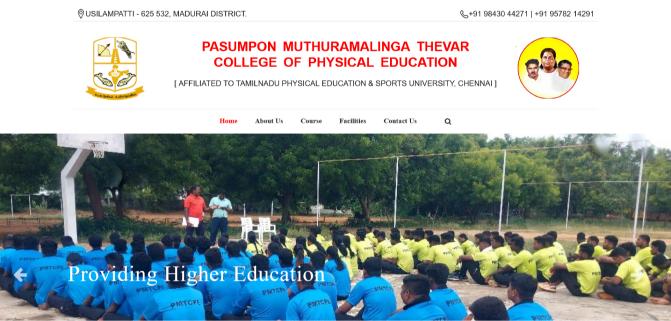 USILAMPATTI - 625 532, MADURAI DISTRICT.
+91 98430 44271 | +91 95782 14291
PASUMPON MUTHURAMALINGA THEVAR
COLLEGE OF PHYSICAL EDUCATION
[ AFFILIATED TO TAMILNADU PHYSICAL EDUCATION & SPORTS UNIVERSITY, CHENNAI ]
Home About Us Course Facilities Contact Us
Providing Higher Education
PMTCPE